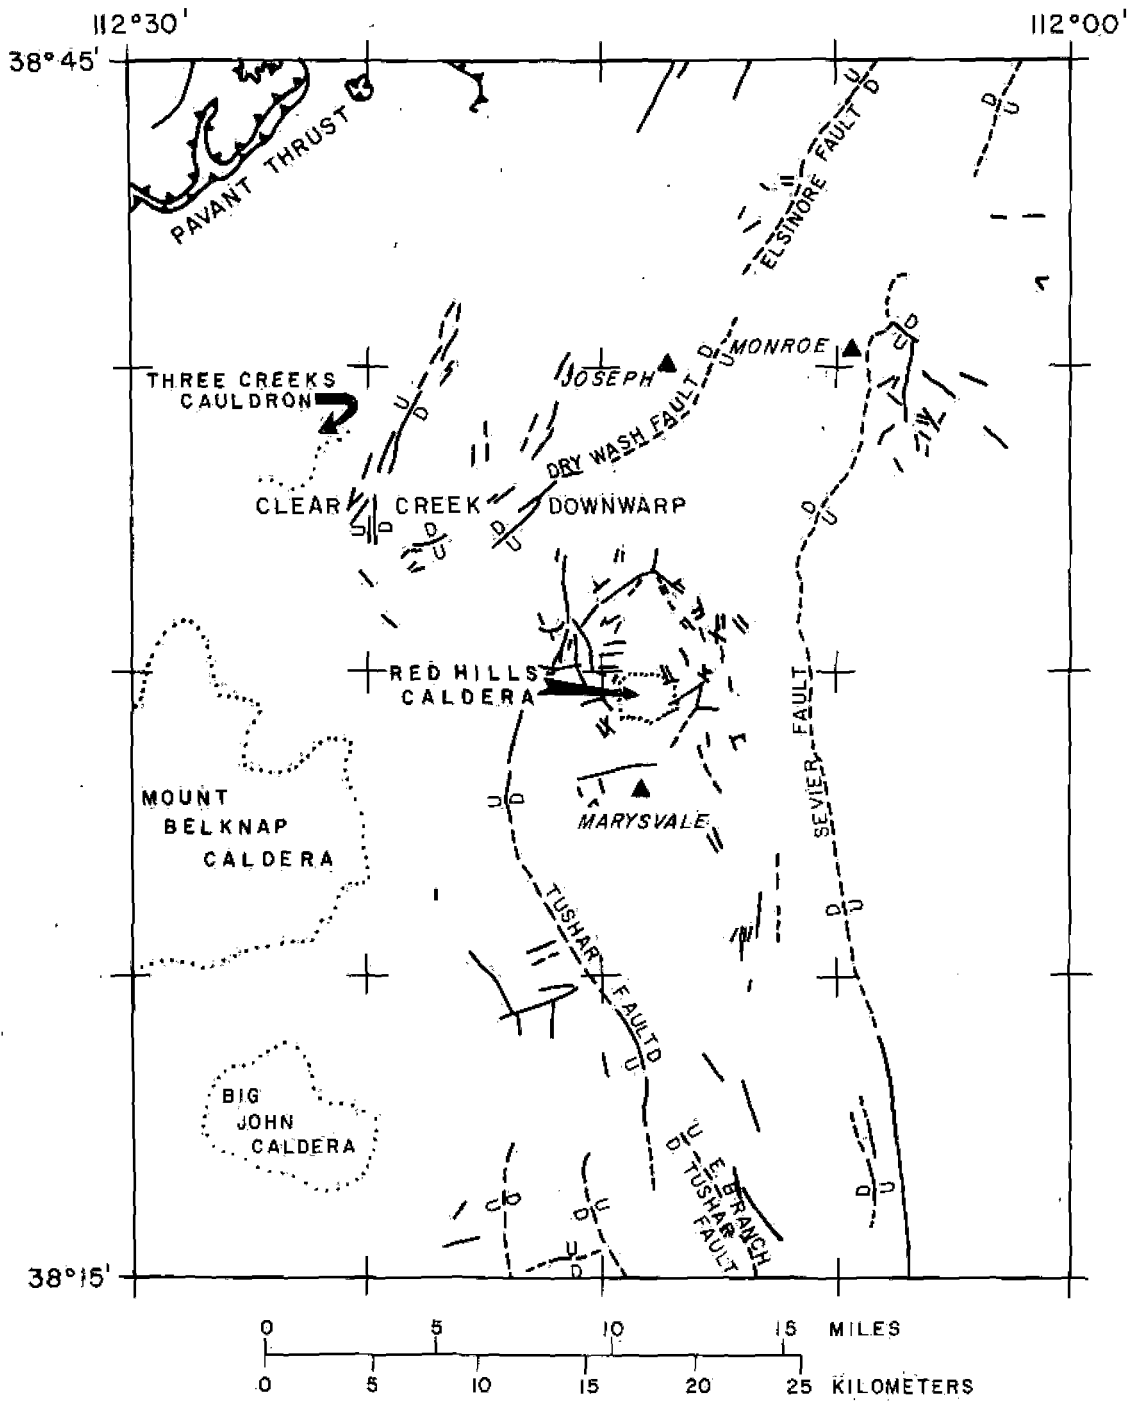 112°30'
112°00'
38°45'
U
D
D
U
PAVANT THRUST
ELSINORE FAULT
D
U
D
U
MONROE
JOSEPH
THREE CREEKS
CAULDRON
U
D
DRY WASH FAULT
CLEAR CREEK DOWNWARP
U
D
D
U
D
U
D
U
RED HILLS
CALDERA
SEVIER FAULT
MOUNT
BELKNAP
CALDERA
U
D
MARYSVALE
TUSHAR FAULT
D
U
D
U
BIG
JOHN
CALDERA
U
D
E. BRANCH
TUSHAR
FAULT
U
D
U
D
D
U
U
D
38°15'
0 5 10 15 MILES
0 5 10 15 20 25 KILOMETERS